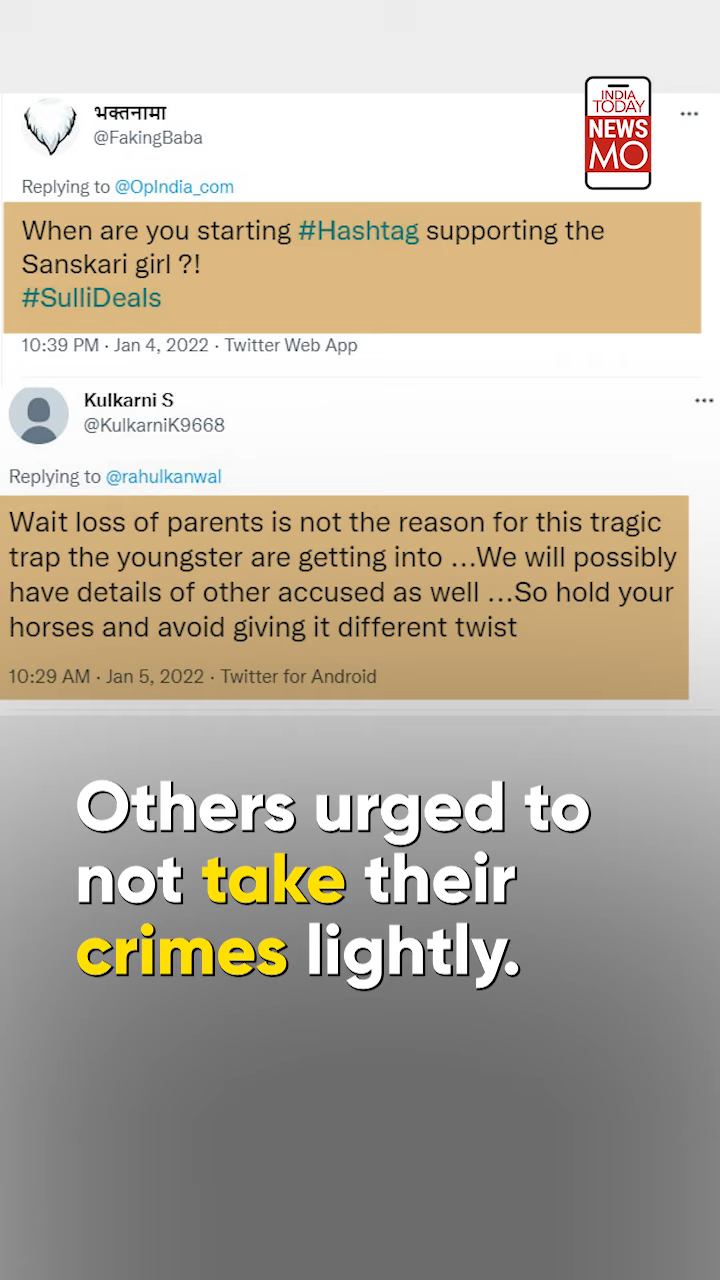 भक्तनामा
@FakingBaba
INDIA
TODAY
NEWS
MO
Replying to @OpIndia_com
When are you starting #Hashtag supporting the
Sanskari girl ?!
#SulliDeals
10:39 PM · Jan 4, 2022 · Twitter Web App
Kulkarni S
@KulkarniK9668
Replying to @rahulkanwal
Wait loss of parents is not the reason for this tragic
trap the youngster are getting into ...We will possibly
have details of other accused as well ...So hold your
horses and avoid giving it different twist
10:29 AM · Jan 5, 2022 · Twitter for Android
Others urged to
not take their
crimes lightly.